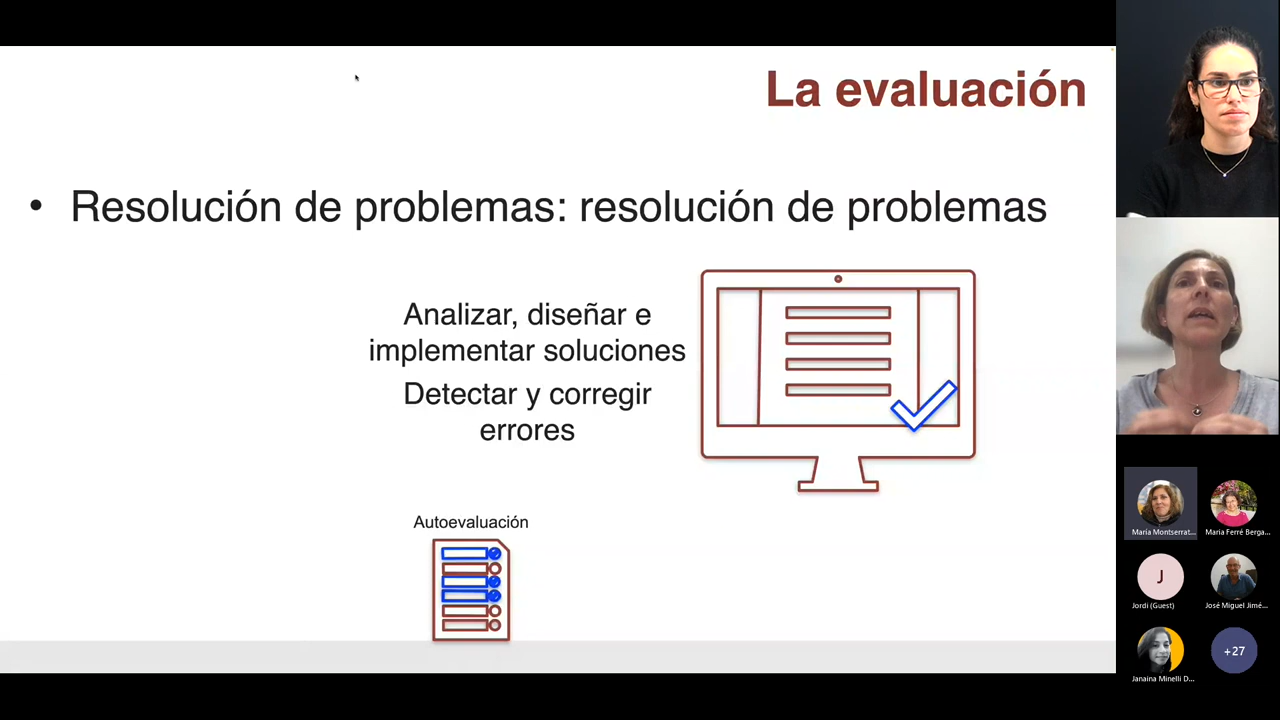 La evaluación
• Resolución de problemas: resolución de problemas
Analizar, diseñar e
implementar soluciones
Detectar y corregir
errores
Autoevaluación
María Montserrat...
Maria Ferré Berga...
J
Jordi (Guest)
José Miguel Jimé...
Janaina Minelli D...
+27